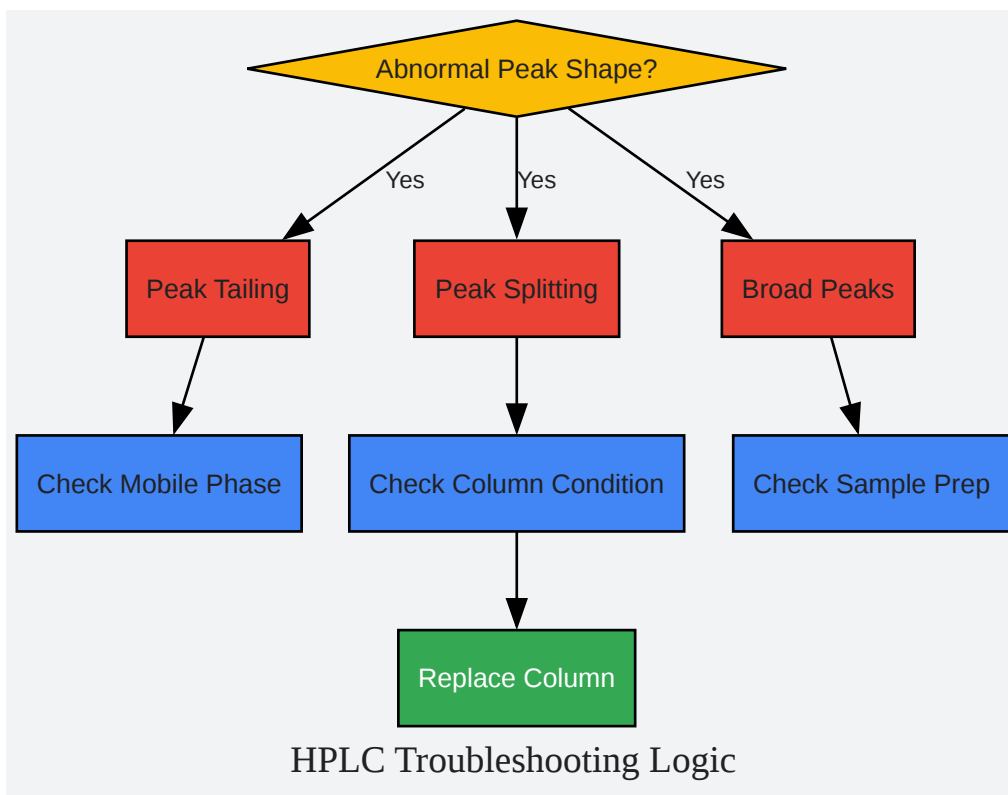 Abnormal Peak Shape?
Yes
Yes
Yes
Peak Tailing
Peak Splitting
Broad Peaks
Check Mobile Phase
Check Column Condition
Check Sample Prep
Replace Column
HPLC Troubleshooting Logic